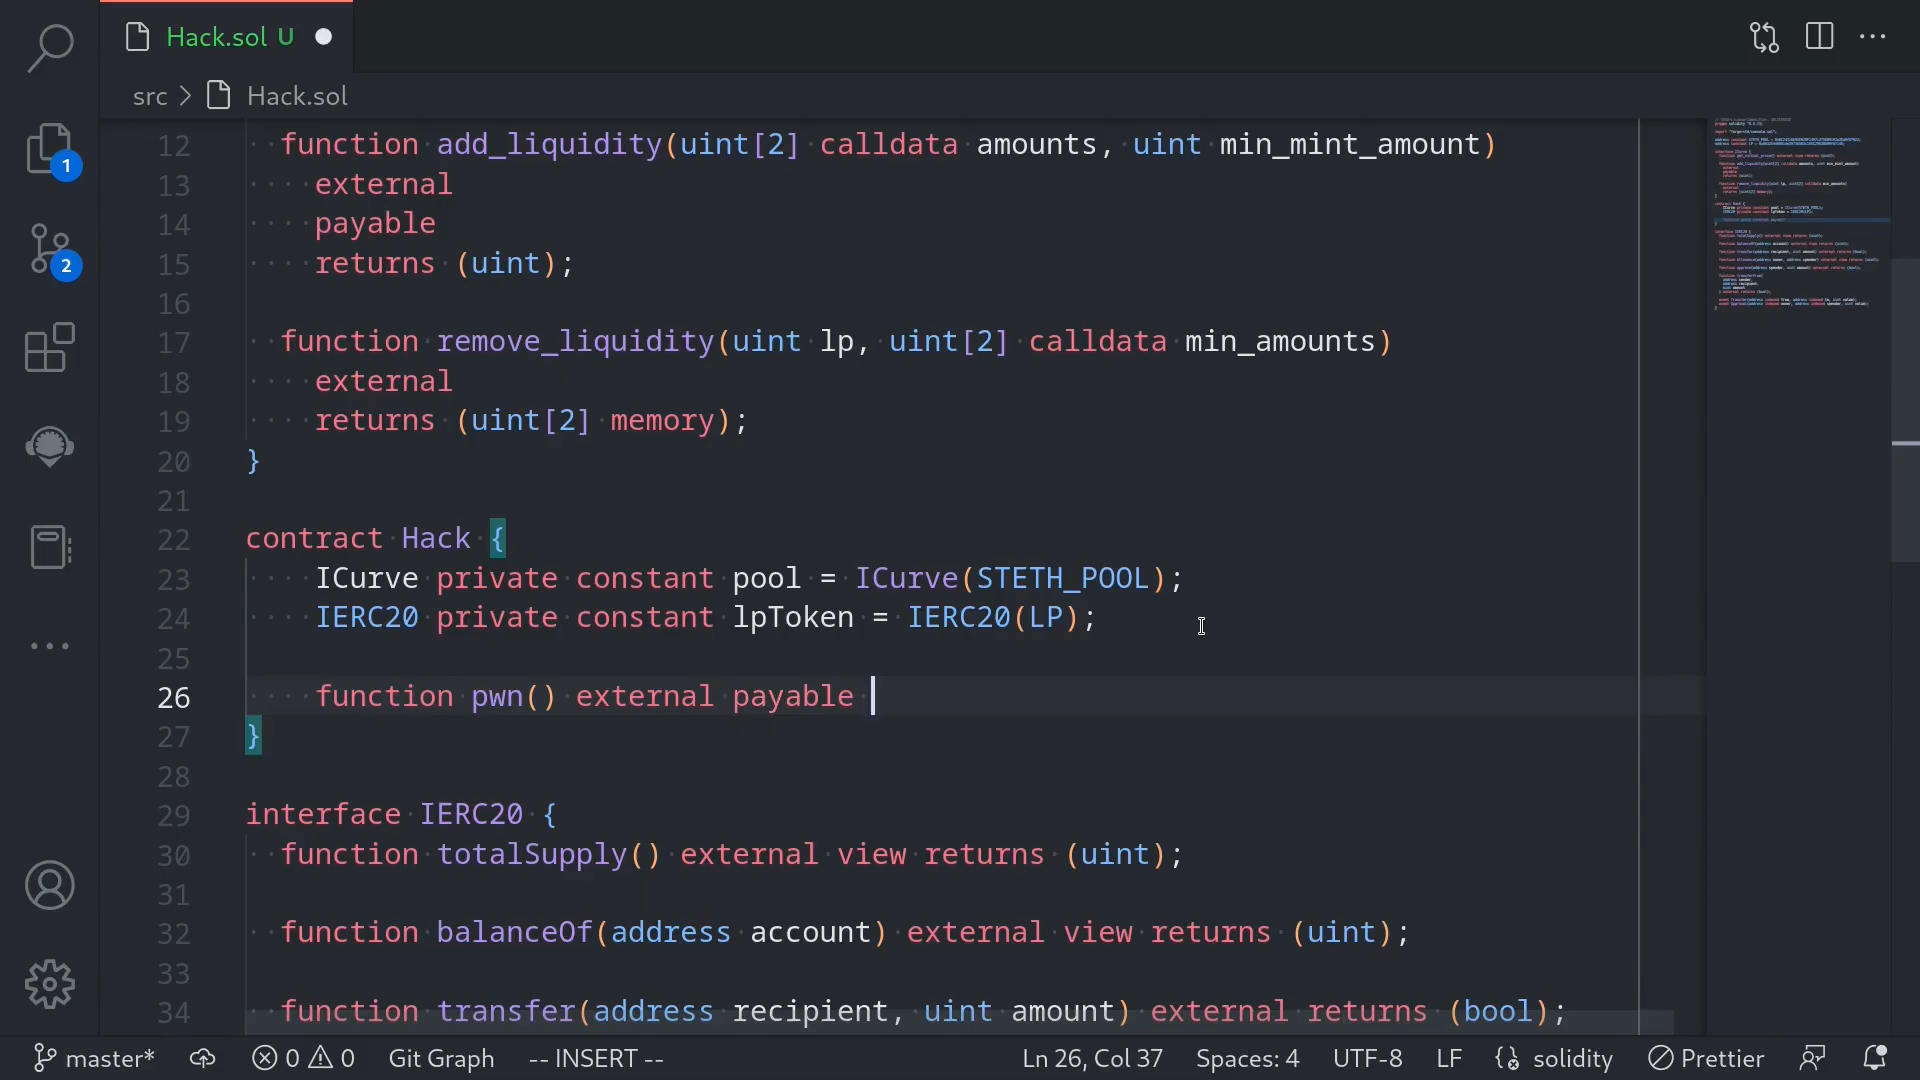 Hack.sol U
src > Hack.sol
12 function add_liquidity(uint[2] calldata amounts, uint min_mint_amount)
13 external
14 payable
15 returns (uint);
16
17 function remove_liquidity(uint lp, uint[2] calldata min_amounts)
18 external
19 returns (uint[2] memory);
20 }
21
22 contract Hack {
23 ICurve private constant pool = ICurve(STETH_POOL);
24 IERC20 private constant lpToken = IERC20(LP);
25
26 function pwn() external payable
27 }
28
29 interface IERC20 {
30 function totalSupply() external view returns (uint);
31
32 function balanceOf(address account) external view returns (uint);
33
34 function transfer(address recipient, uint amount) external returns (bool);
1
2
master* 0 0 Git Graph -- INSERT -- Ln 26, Col 37 Spaces: 4 UTF-8 LF solidity Prettier